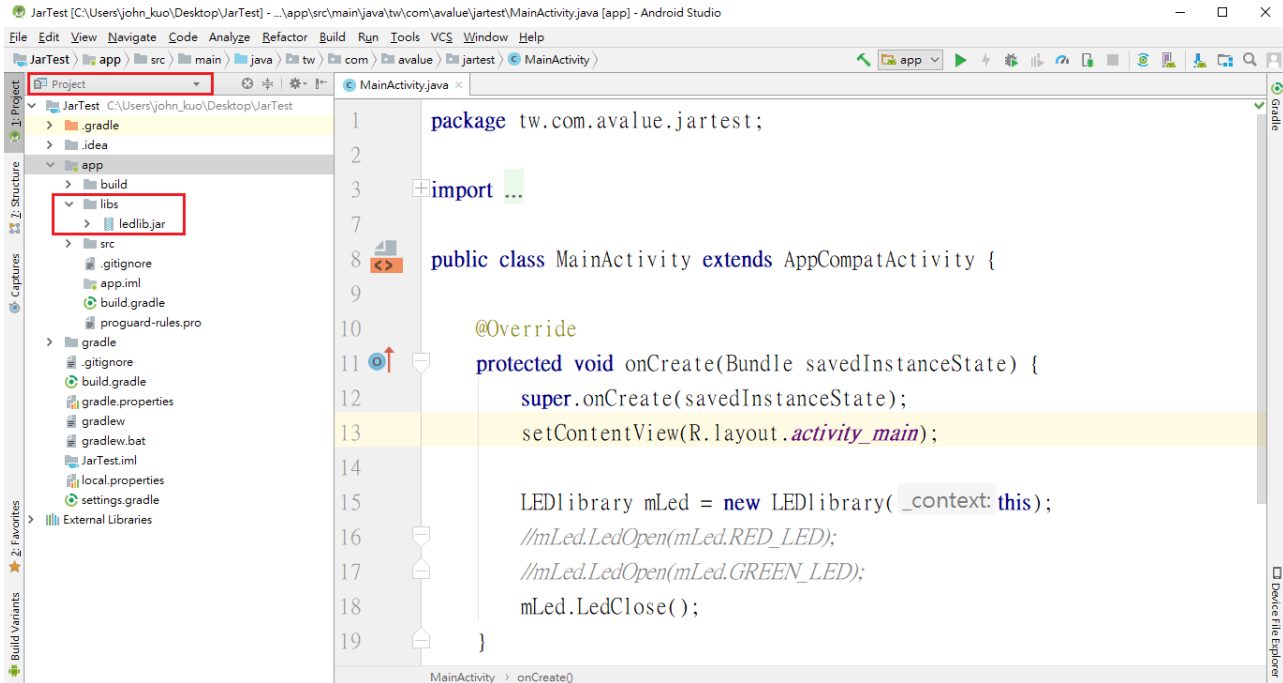 JarTest [C:\Users\john_kuo\Desktop\JarTest] - ...\app\src\main\java\tw\com\avalue\jartest\MainActivity.java [app] - Android Studio
File Edit View Navigate Code Analyze Refactor Build Run Tools VCS Window Help
JarTest app src main java tw com avalue jartest MainActivity
app
Project
MainActivity.java
1: Project
7: Structure
Captures
2: Favorites
Build Variants
JarTest C:\Users\john_kuo\Desktop\JarTest
.gradle
.idea
app
build
libs
ledlib.jar
src
.gitignore
app.iml
build.gradle
proguard-rules.pro
gradle
.gitignore
build.gradle
gradle.properties
gradlew
gradlew.bat
JarTest.iml
local.properties
settings.gradle
External Libraries
1 package tw.com.avalue.jartest;
2
3 import ...
7
8 public class MainActivity extends AppCompatActivity {
9
10 @Override
11 protected void onCreate(Bundle savedInstanceState) {
12 super.onCreate(savedInstanceState);
13 setContentView(R.layout.activity_main);
14
15 LEDlibrary mLed = new LEDlibrary( _context: this);
16 //mLed.LedOpen(mLed.RED_LED);
17 //mLed.LedOpen(mLed.GREEN_LED);
18 mLed.LedClose();
19 }
MainActivity › onCreate()
Gradle
Device File Explorer